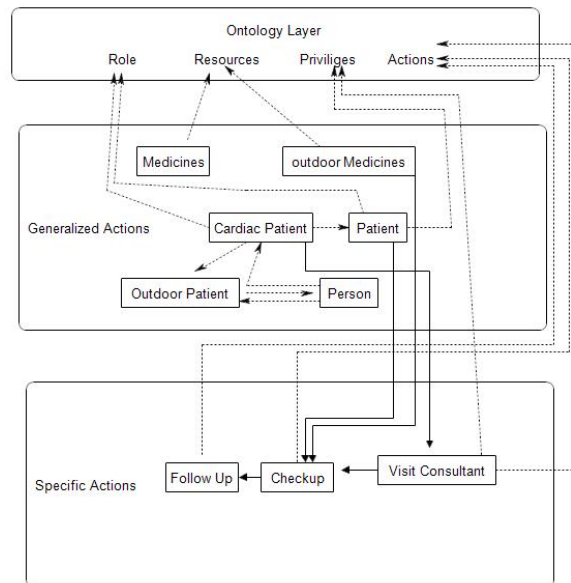 Ontology Layer
Role Resources Priviliges Actions
Medicines outdoor Medicines
Generalized Actions Cardiac Patient Patient
Outdoor Patient Person
Specific Actions Follow Up Checkup Visit Consultant